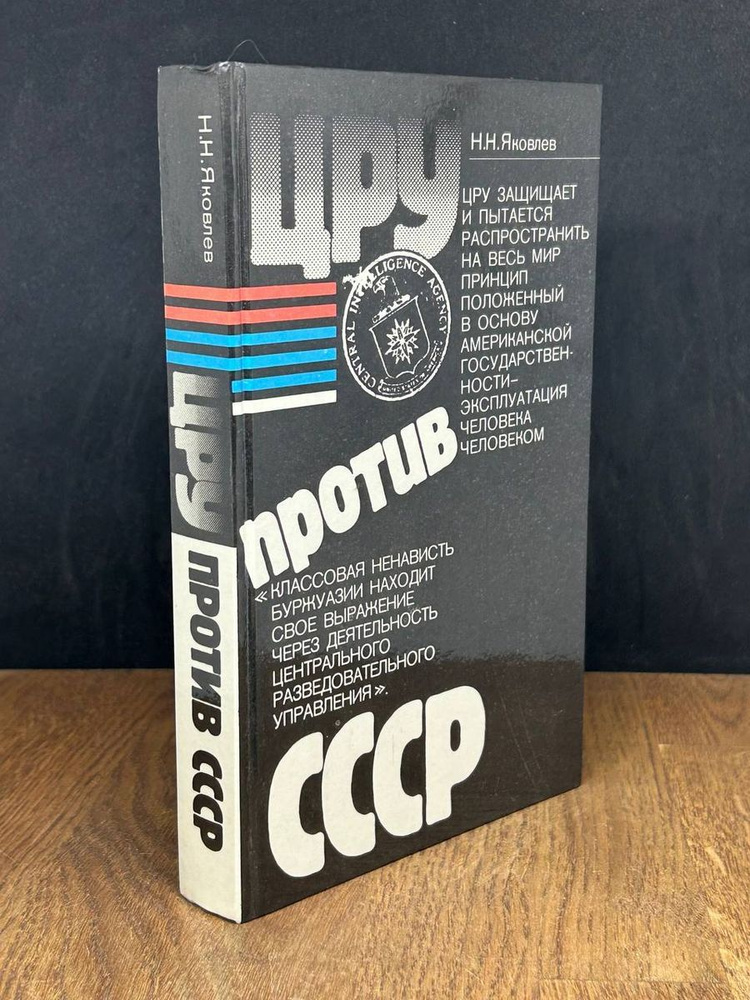 Н.Н. Яковлев
ЦРУ
ПРОТИВ СССР
ЦРУ
Н.Н.Яковлев
ЦРУ ЗАЩИЩАЕТ
И ПЫТАЕТСЯ
РАСПРОСТРАНИТЬ
НА ВЕСЬ МИР
ПРИНЦИП
ПОЛОЖЕННЫЙ
В ОСНОВУ
АМЕРИКАНСКОЙ
ГОСУДАРСТВЕН-
НОСТИ–
ЭКСПЛУАТАЦИЯ
ЧЕЛОВЕКА
ЧЕЛОВЕКОМ
CENTRAL INTELLIGENCE AGENCY
ПРОТИВ
«КЛАССОВАЯ НЕНАВИСТЬ
БУРЖУАЗИИ НАХОДИТ
СВОЕ ВЫРАЖЕНИЕ
ЧЕРЕЗ ДЕЯТЕЛЬНОСТЬ
ЦЕНТРАЛЬНОГО
РАЗВЕДОВАТЕЛЬНОГО
УПРАВЛЕНИЯ».
СССР